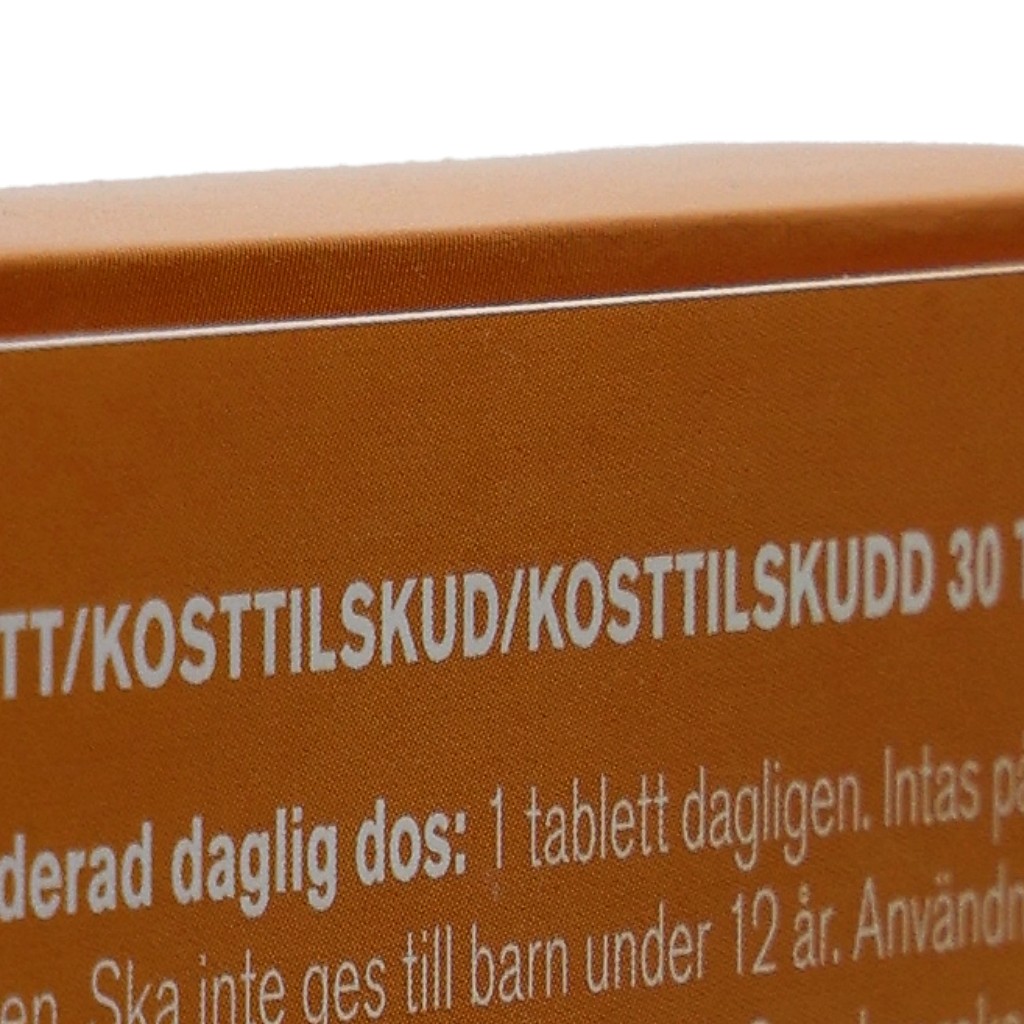 TT/KOSTTILSKUD/KOSTTILSKUDD 30 T
derad daglig dos: 1 tablett dagligen. Intas på
en. Ska inte ges till barn under 12 år. Användn